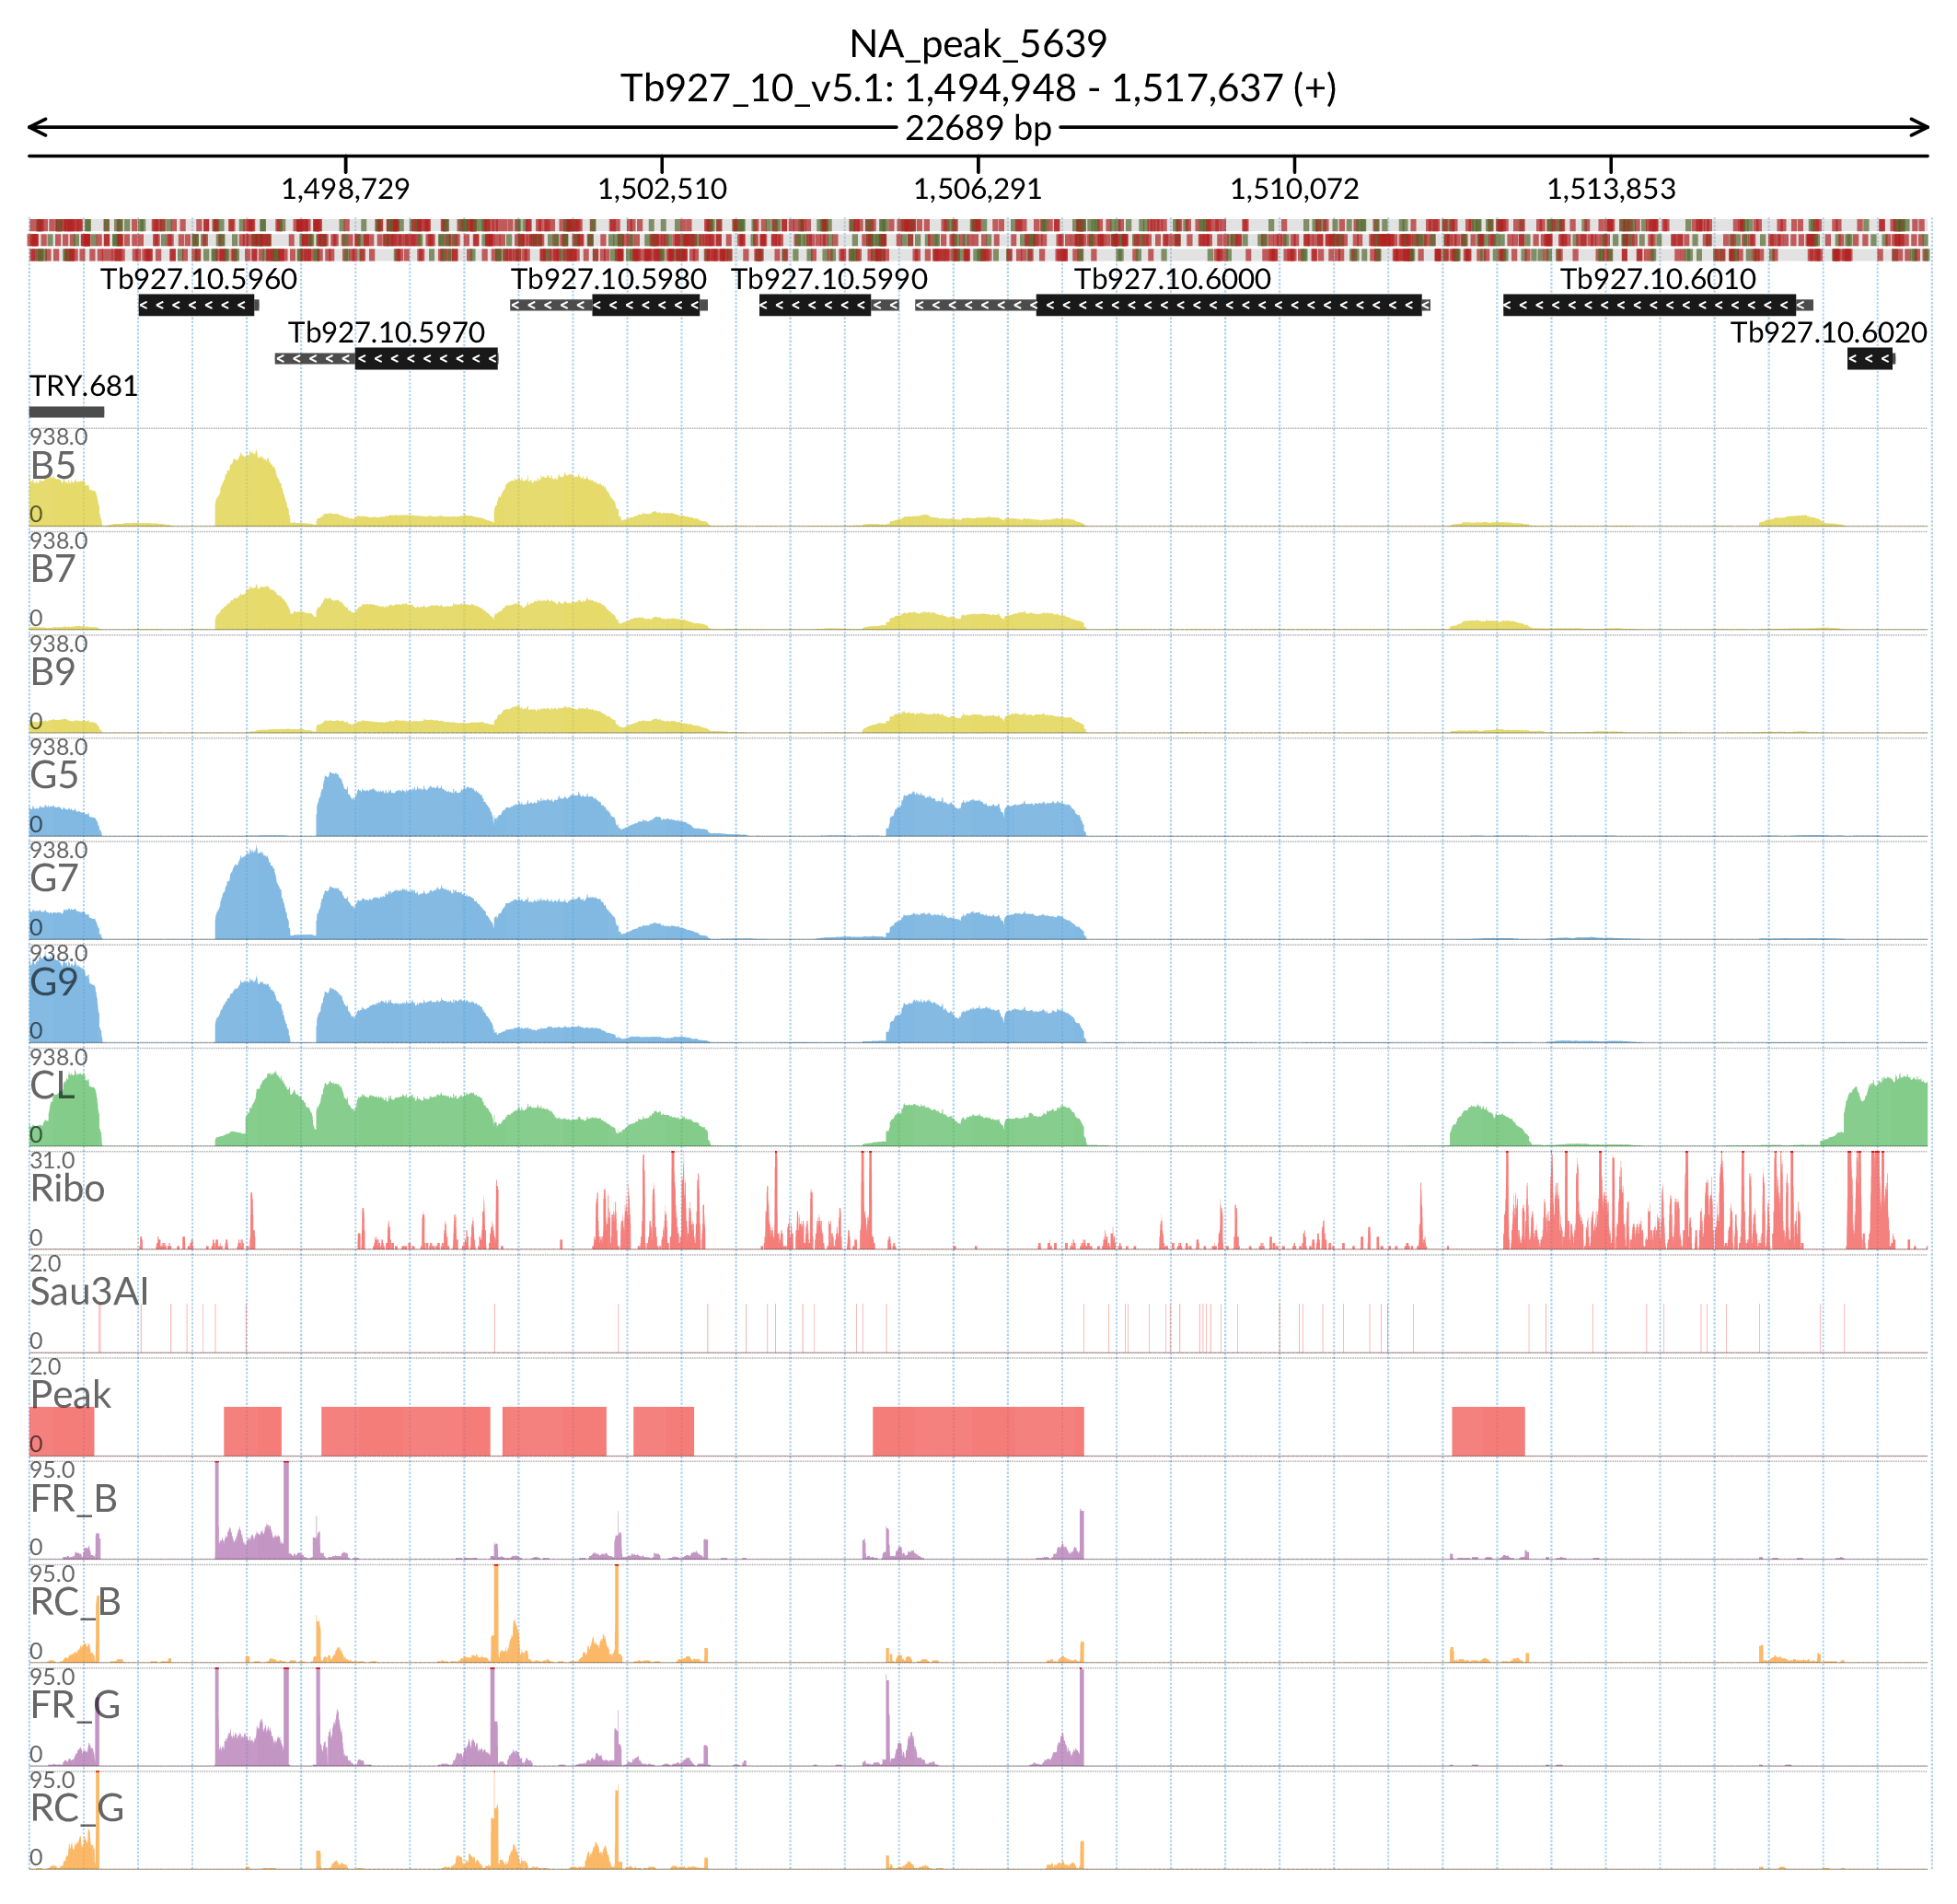 NA_peak_5639
Tb927_10_v5.1: 1,494,948 - 1,517,637 (+)
22689 bp
1,498,729 1,502,510 1,506,291 1,510,072 1,513,853
Tb927.10.5960 Tb927.10.5980 Tb927.10.5990 Tb927.10.6000 Tb927.10.6010
Tb927.10.5970 Tb927.10.6020
TRY.681
938.0
B5
0
938.0
B7
0
938.0
B9
0
938.0
G5
0
938.0
G7
0
938.0
G9
0
938.0
CL
0
31.0
Ribo
0
2.0
Sau3AI
0
2.0
Peak
0
95.0
FR_B
0
95.0
RC_B
0
95.0
FR_G
0
95.0
RC_G
0